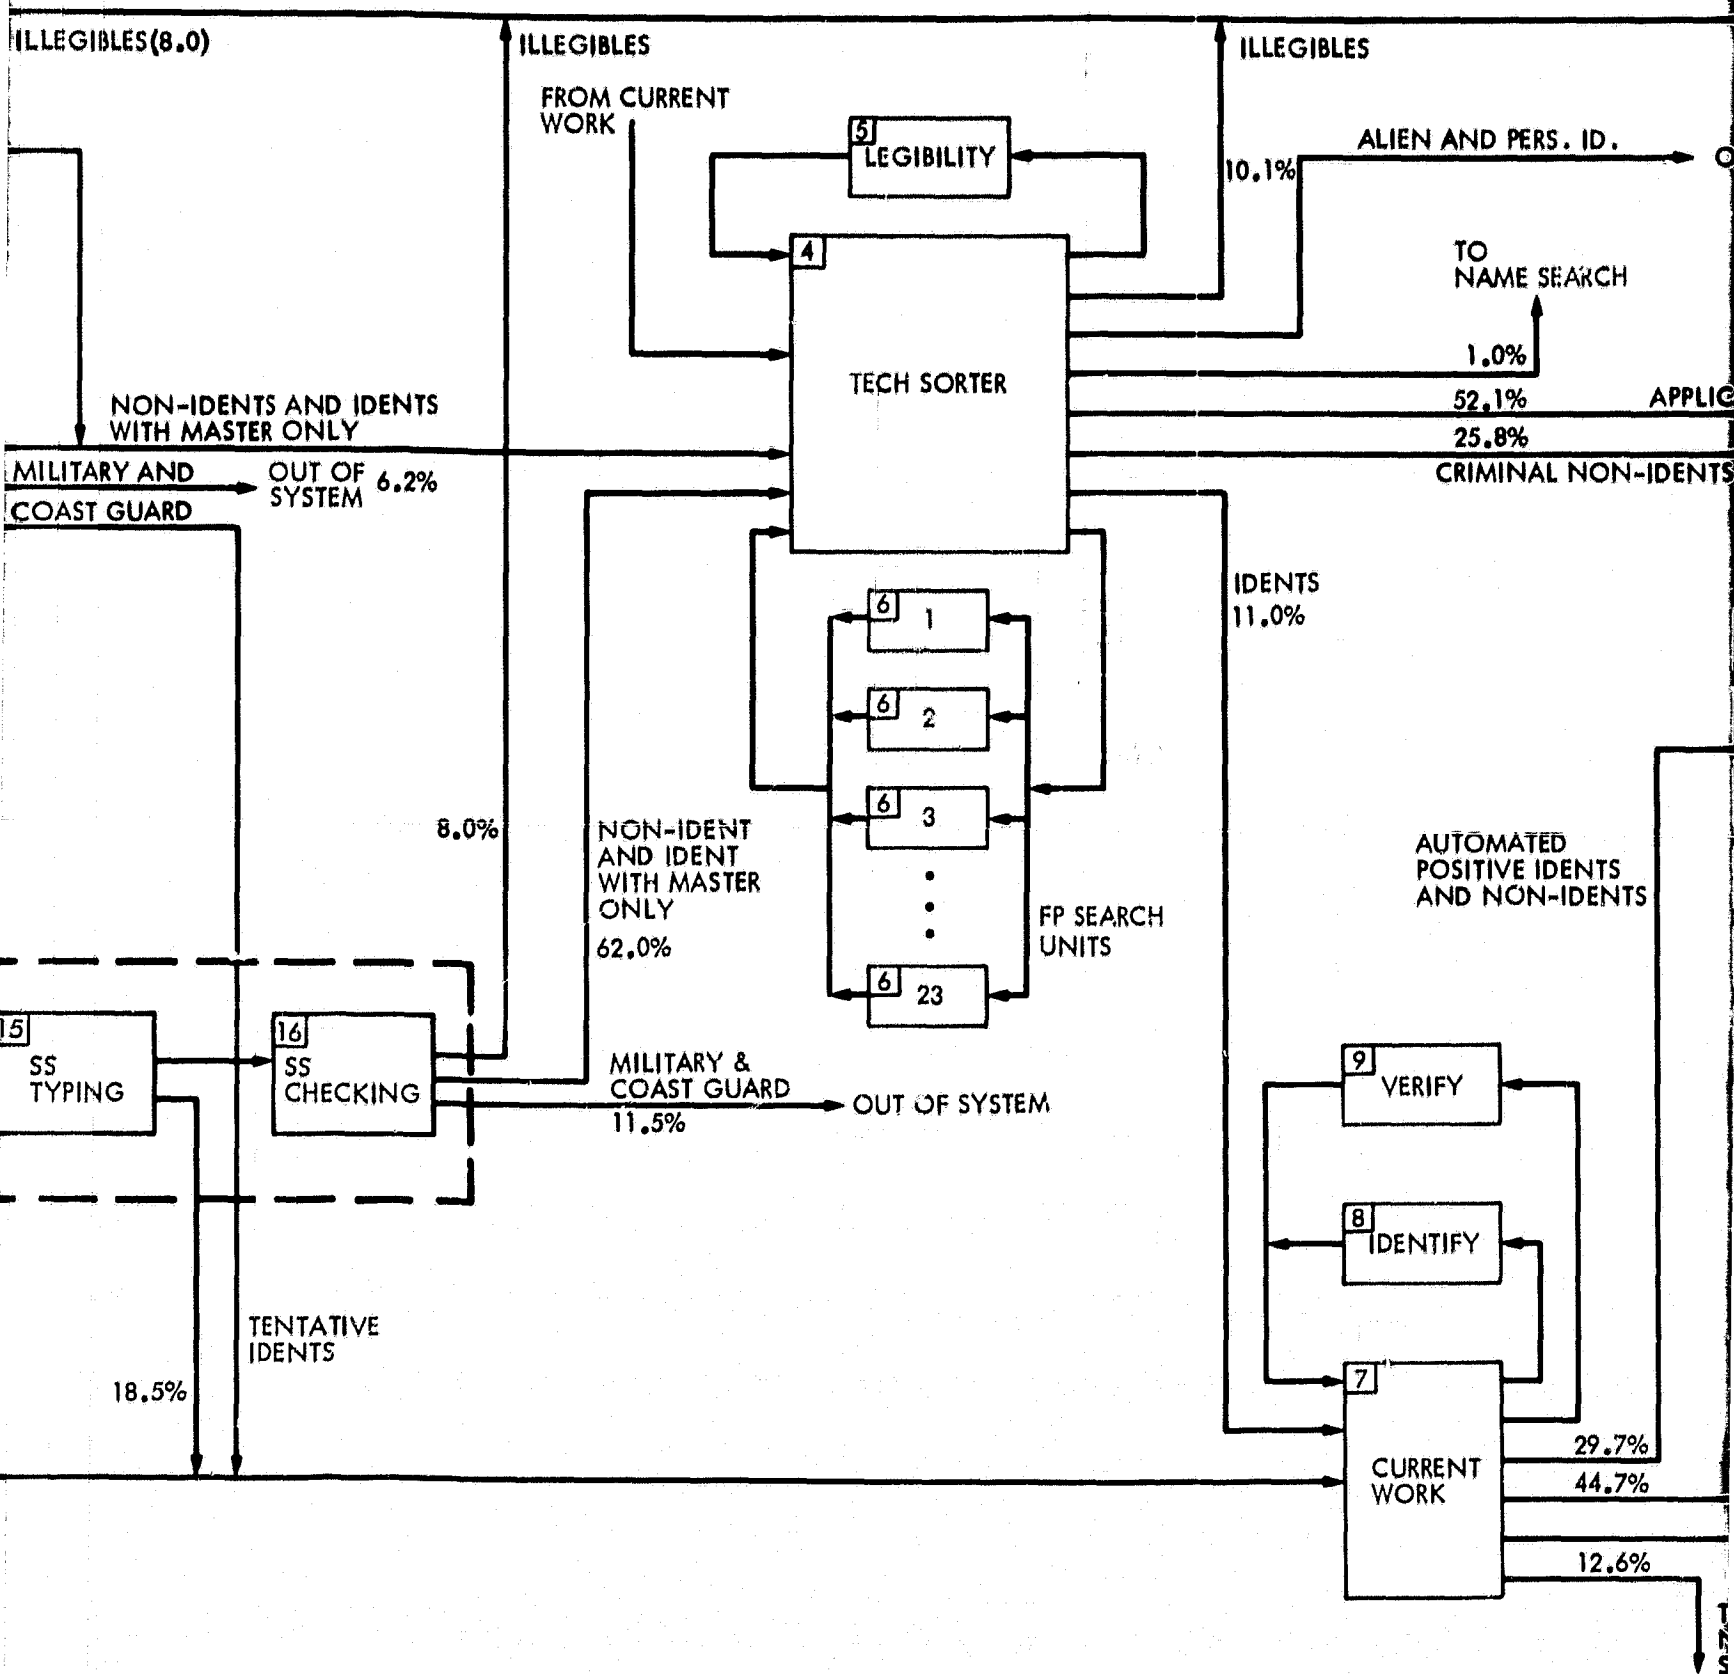 ILLEGIBLES(8.0)
ILLEGIBLES
ILLEGIBLES
FROM CURRENT
WORK
5
LEGIBILITY
10.1%
ALIEN AND PERS. ID.
4
TECH SORTER
TO
NAME SEARCH
1.0%
52.1%
25.8%
CRIMINAL NON-IDENTS
NON-IDENTS AND IDENTS
WITH MASTER ONLY
MILITARY AND
COAST GUARD
OUT OF
SYSTEM
6.2%
IDENTS
11.0%
6
1
6
2
6
3
6
23
FP SEARCH
UNITS
8.0%
NON-IDENT
AND IDENT
WITH MASTER
ONLY
62.0%
AUTOMATED
POSITIVE IDENTS
AND NON-IDENTS
15
SS
TYPING
16
SS
CHECKING
MILITARY &
COAST GUARD
11.5%
OUT OF SYSTEM
9
VERIFY
8
IDENTIFY
TENTATIVE
IDENTS
18.5%
7
CURRENT
WORK
29.7%
44.7%
12.6%